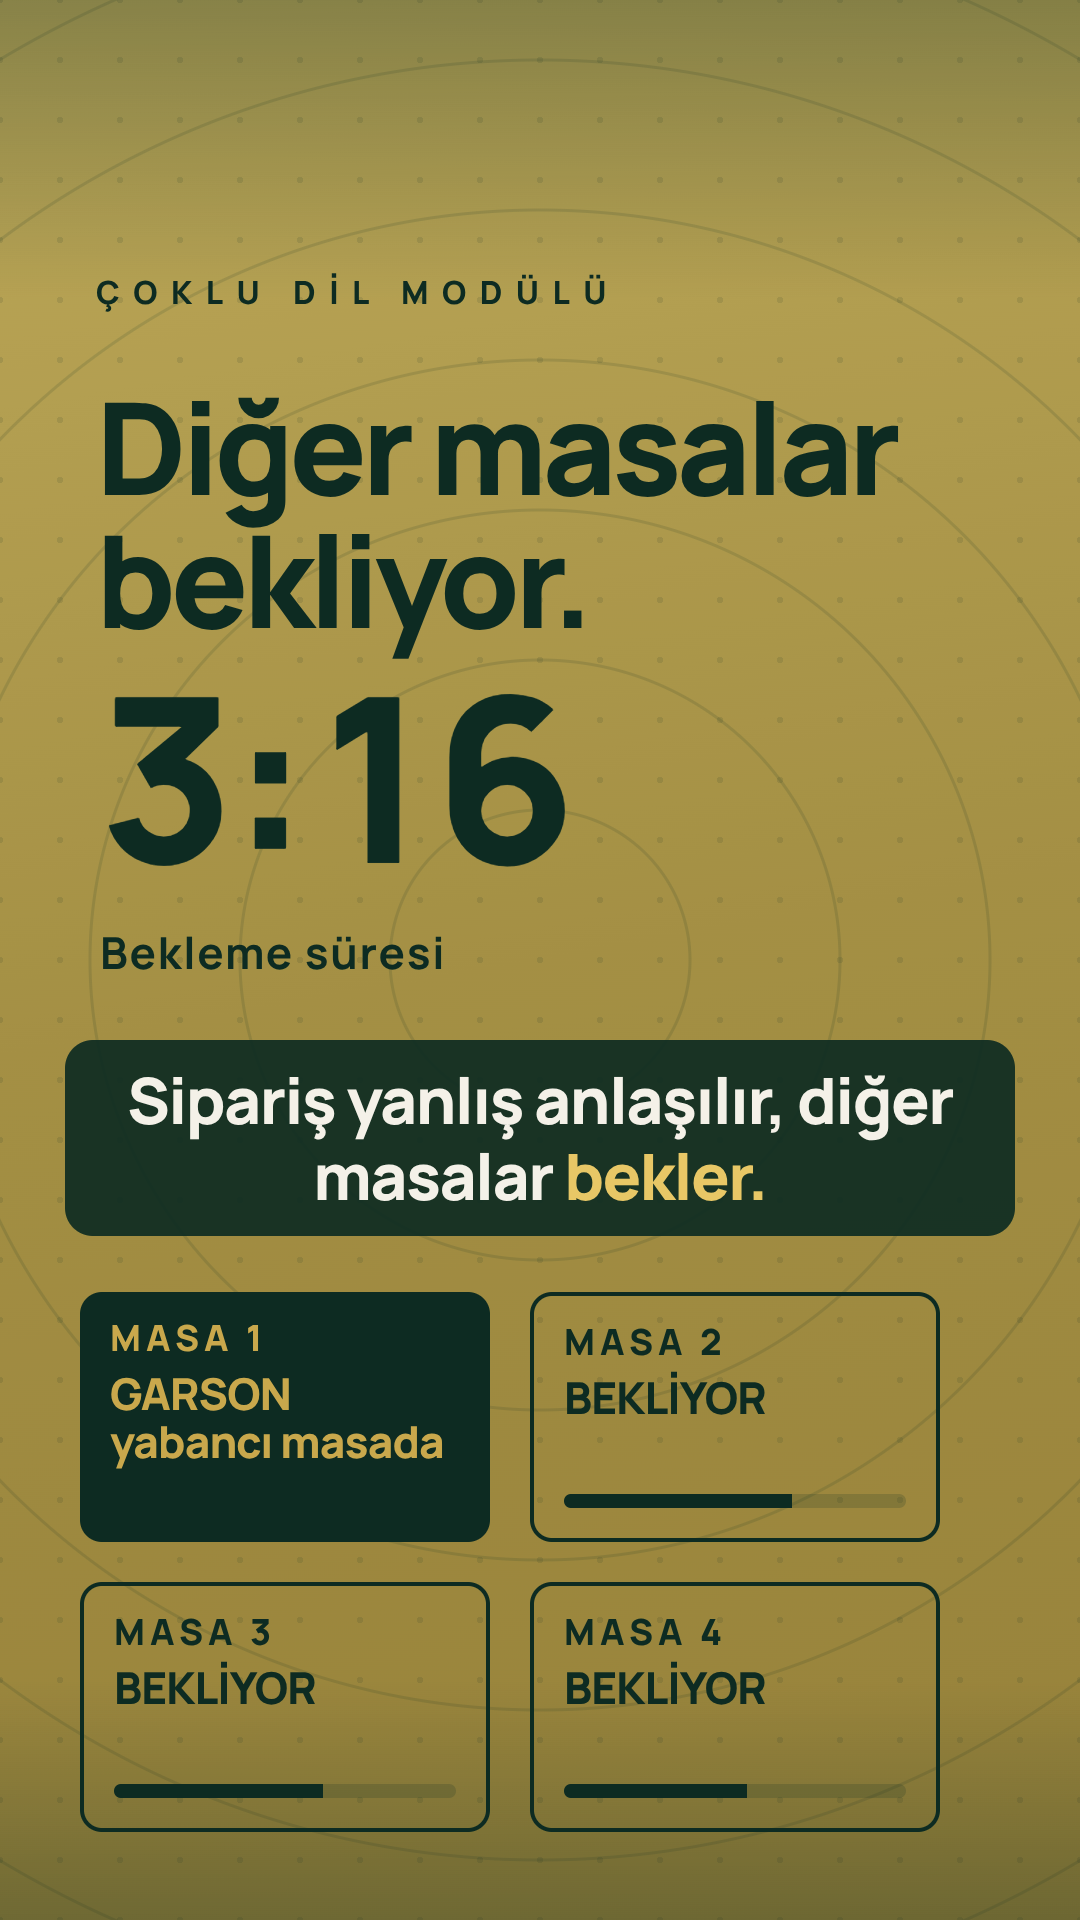 ÇOKLU DİL MODÜLÜ
Diğer masalar
bekliyor.
3:16
Bekleme süresi
Sipariş yanlış anlaşılır, diğer
masalar bekler.
MASA 1
GARSON
yabancı masada
MASA 2
BEKLİYOR
MASA 3
BEKLİYOR
MASA 4
BEKLİYOR